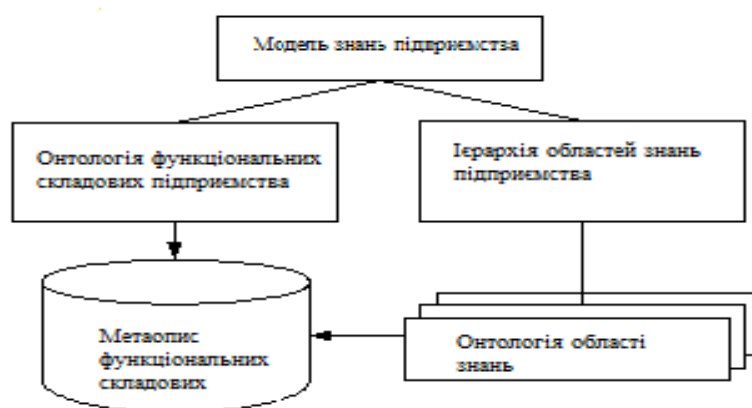 Модель знань підприємства
Онтологія функціональних
складових підприємства
Ієрархія областей знань
підприємства
Метаопис
функціональних
складових
Онтологія області
знань